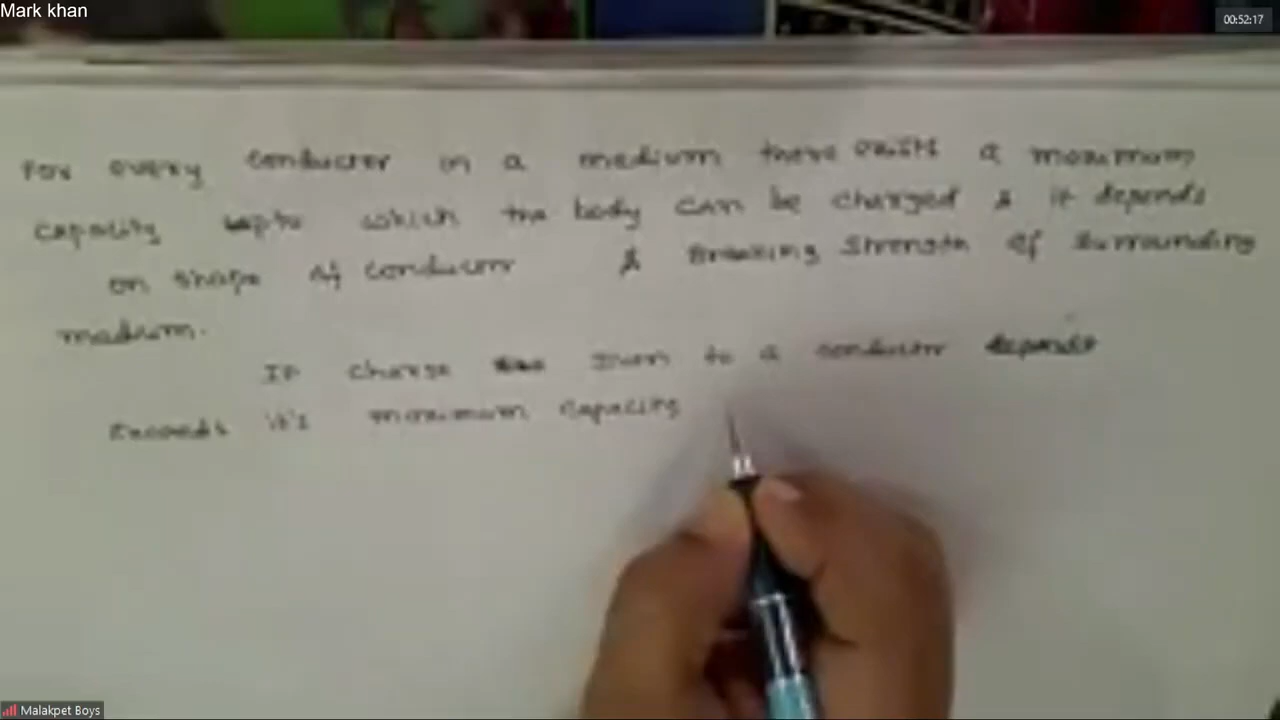 Mark khan
00:52:17
For every conductor in a medium there exists a maximum
capacity upto which the body can be charged & it depends
on shape of conductor & Breaking strength of surrounding
medium.
If charge given to a conductor depends
exceeds it's maximum capacity
Malakpet Boys